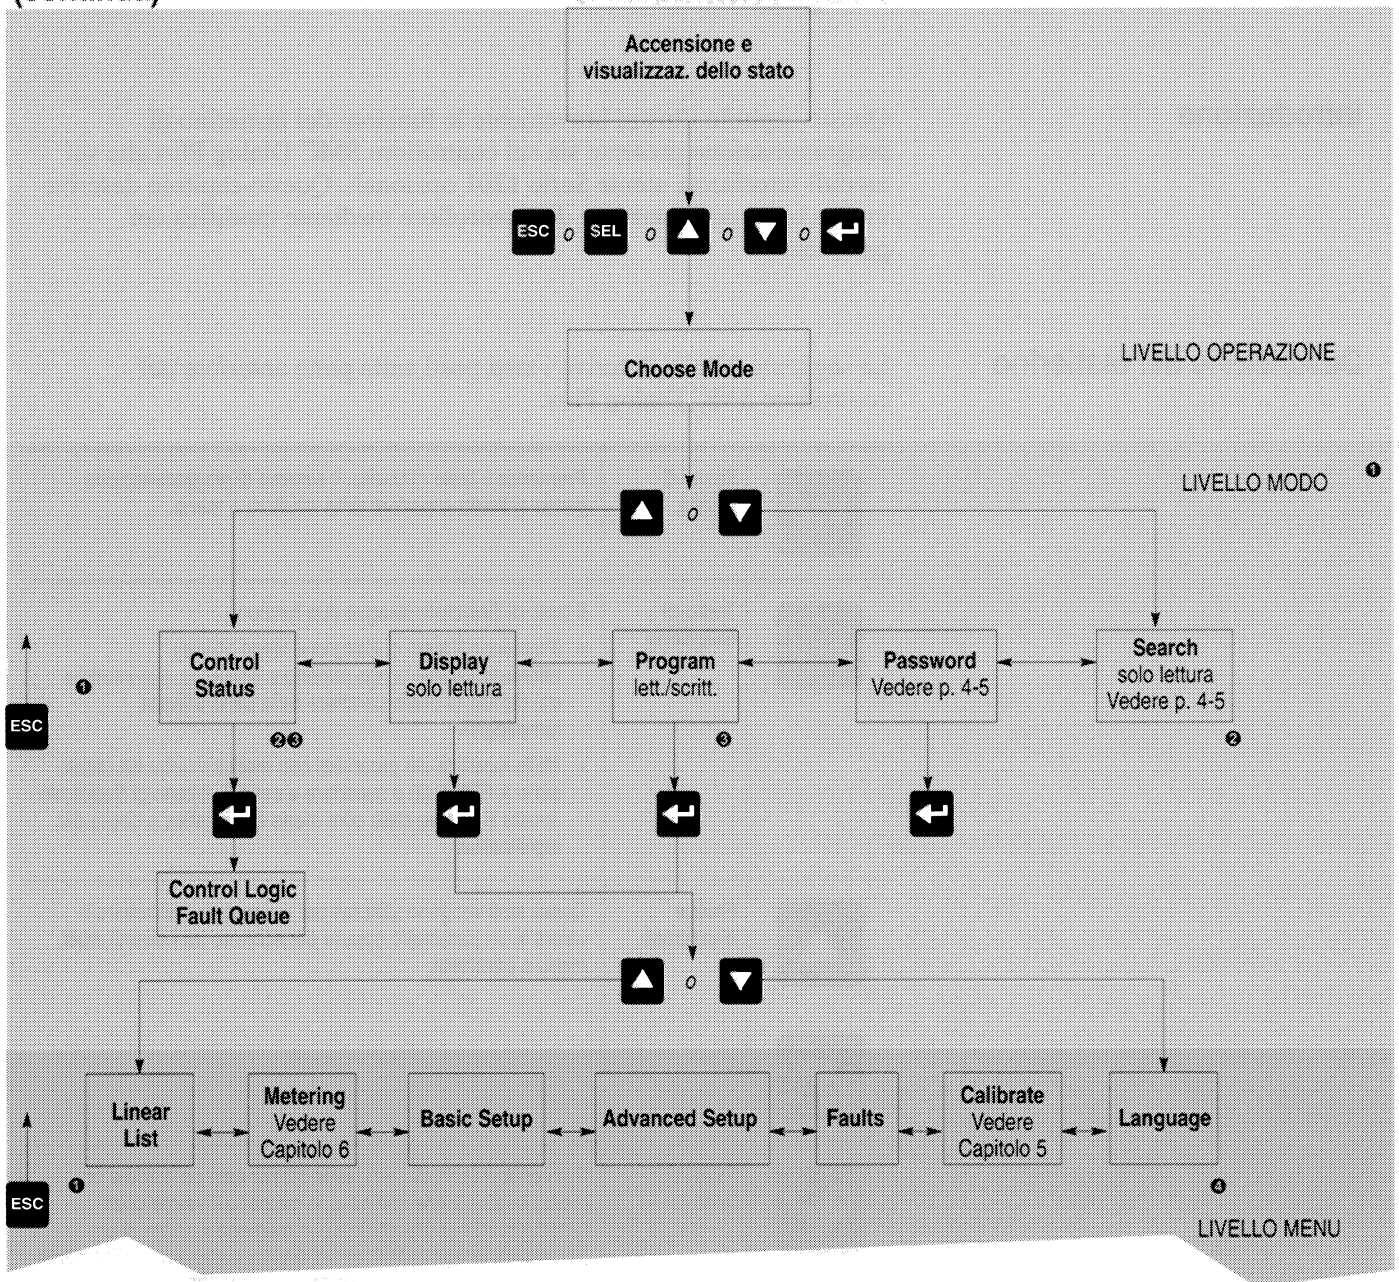 Accensione e
visualizzaz. dello stato
ESC o SEL o o o
Choose Mode
LIVELLO OPERAZIONE
LIVELLO MODO ❶
o
Control
Status
❷❸
Display
solo lettura
Program
lett./scritt.
❸
Password
Vedere p. 4-5
Search
solo lettura
Vedere p. 4-5
❷
❶
ESC
Control Logic
Fault Queue
o
Linear
List
Metering
Vedere
Capitolo 6
Basic Setup
Advanced Setup
Faults
Calibrate
Vedere
Capitolo 5
Language
❹
❶
ESC
LIVELLO MENU